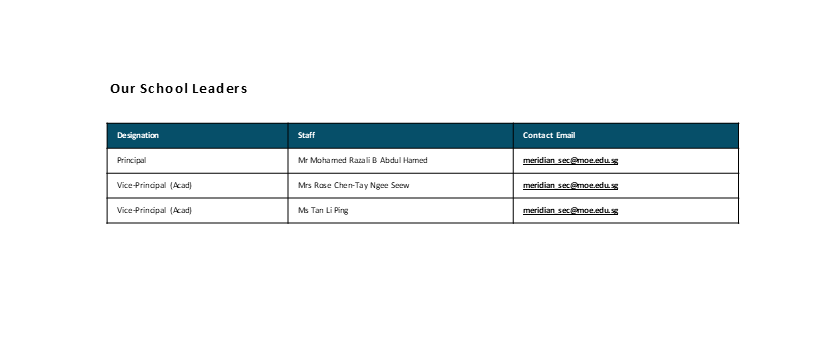 Our School Leaders
Designation Staff Contact Email
Principal Mr Mohamed Razali B Abdul Hamed meridian_sec@moe.edu.sg
Vice-Principal (Acad) Mrs Rose Chen-Tay Ngee Seew meridian_sec@moe.edu.sg
Vice-Principal (Acad) Ms Tan Li Ping meridian_sec@moe.edu.sg